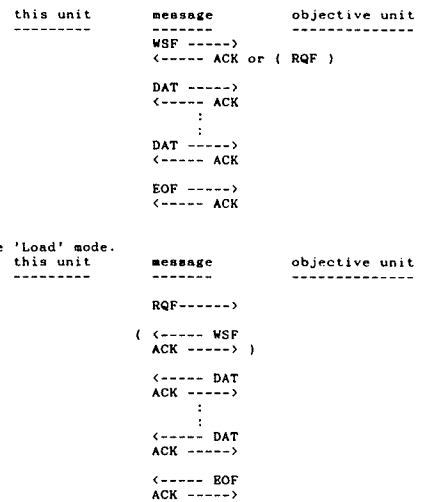 this unit message objective unit
--------- ------- --------------
WSF ----->
<----- ACK or ( RQF )
DAT ----->
<----- ACK
:
:
DAT ----->
<----- ACK
EOF ----->
<----- ACK
e 'Load' mode.
this unit message objective unit
--------- ------- --------------
RQF------>
( <----- WSF
ACK -----> )
<----- DAT
ACK ----->
:
:
<----- DAT
ACK ----->
<----- EOF
ACK ----->